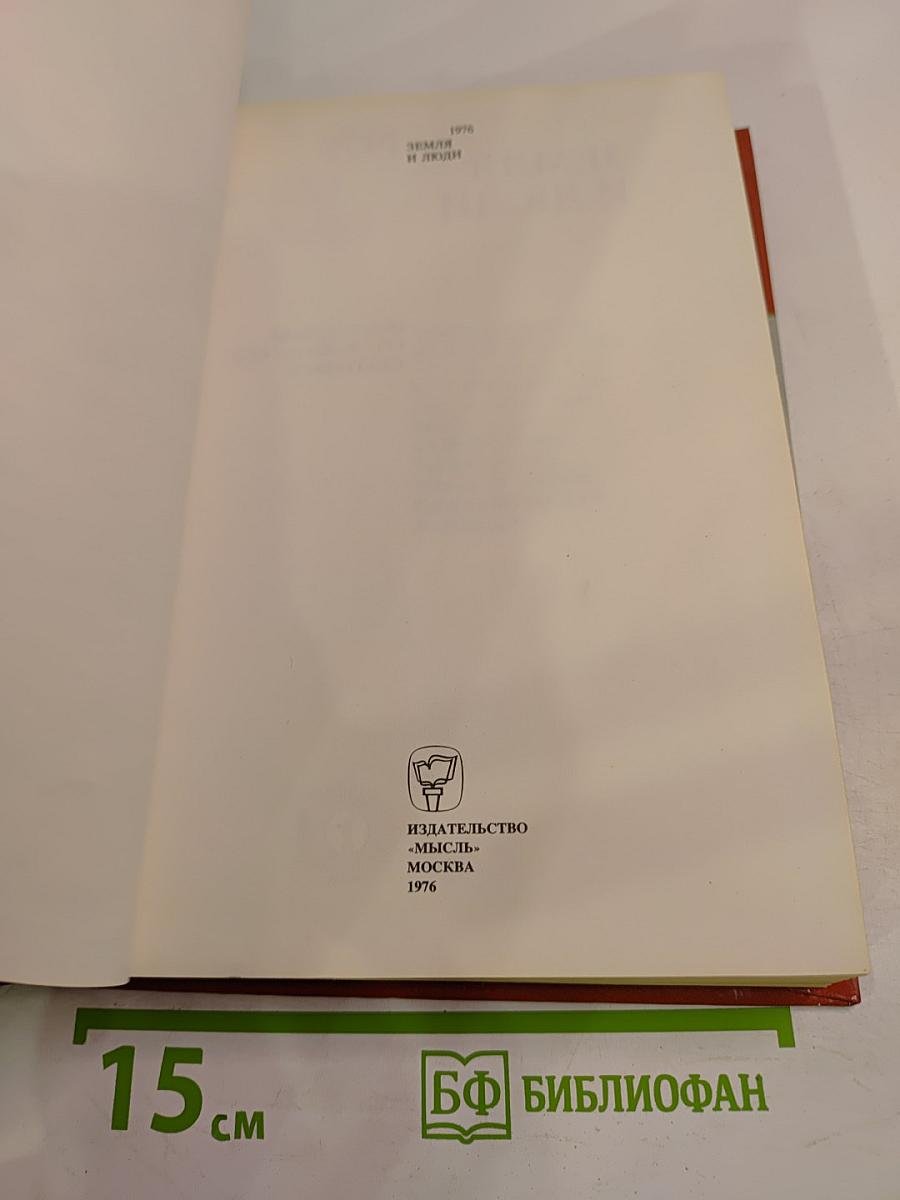 1976
ЗЕМЛЯ
И ЛЮДИ
ИЗДАТЕЛЬСТВО
«МЫСЛЬ»
МОСКВА
1976
15 см
БФ БИБЛИОФАН